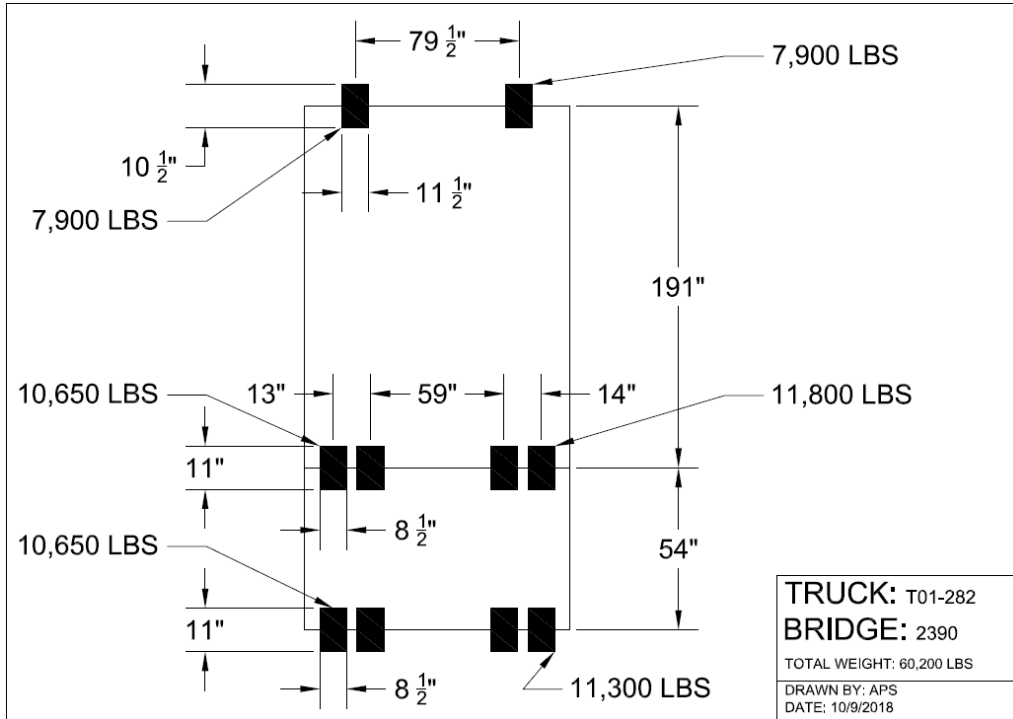 79 1/2"
7,900 LBS
10 1/2"
11 1/2"
7,900 LBS
191"
10,650 LBS
13"
59"
14"
11,800 LBS
11"
8 1/2"
10,650 LBS
54"
11"
8 1/2"
11,300 LBS
TRUCK: T01-282
BRIDGE: 2390
TOTAL WEIGHT: 60,200 LBS
DRAWN BY: APS
DATE: 10/9/2018